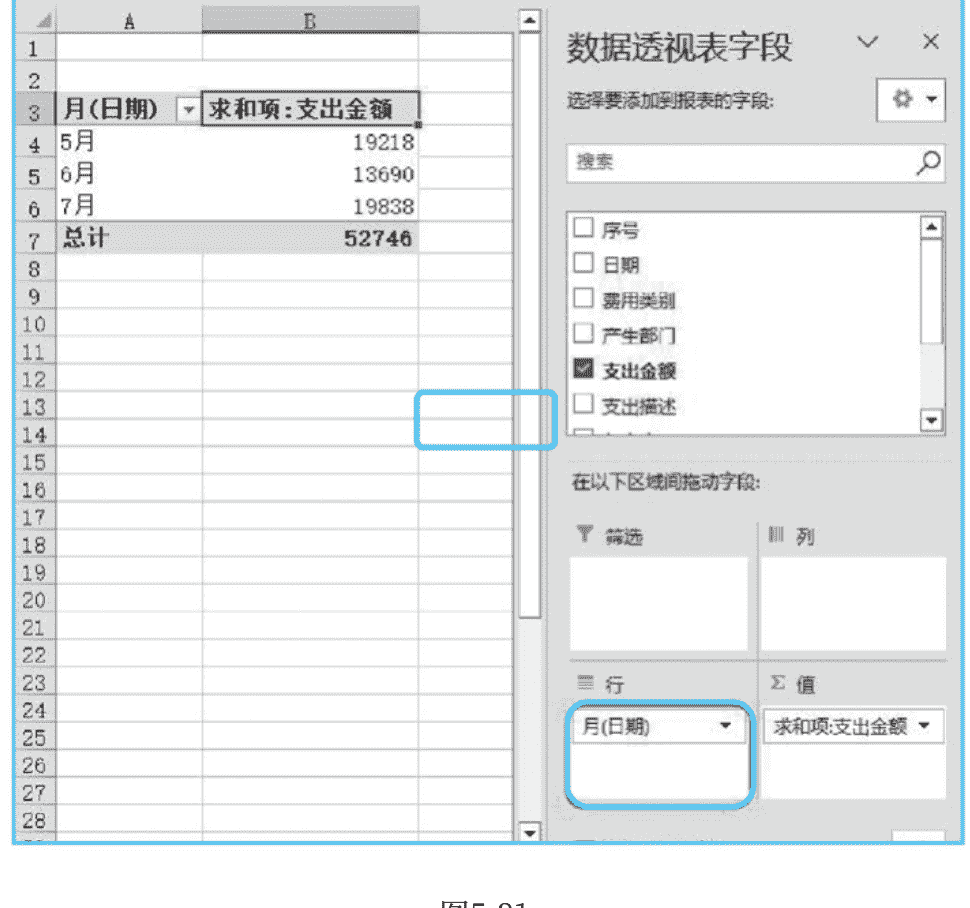 A B
1
2
3 月(日期) 求和项:支出金额
4 5月 19218
5 6月 13690
6 7月 19838
7 总计 52746
8
9
10
11
12
13
14
15
16
17
18
19
20
21
22
23
24
25
26
27
28
数据透视表字段
选择要添加到报表的字段:
搜索
序号
日期
费用类别
产生部门
支出金额
支出描述
在以下区域间拖动字段:
筛选
列
行
Σ 值
月(日期)
求和项:支出金额